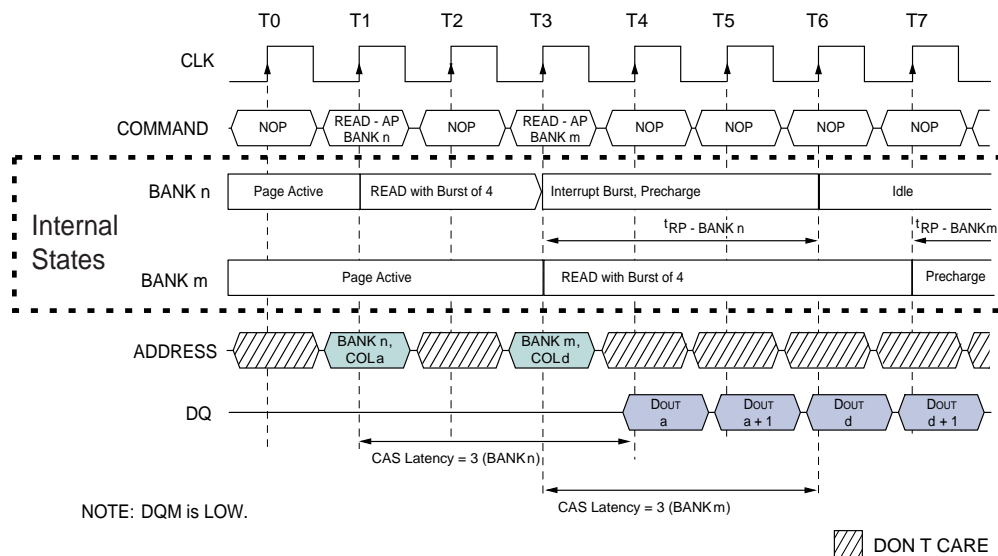 T0 T1 T2 T3 T4 T5 T6 T7
CLK
COMMAND NOP READ - AP BANK n NOP READ - AP BANK m NOP NOP NOP NOP
Internal States
BANK n Page Active READ with Burst of 4 Interrupt Burst, Precharge Idle
tRP - BANK n tRP - BANK m
BANK m Page Active READ with Burst of 4 Precharge
ADDRESS BANK n, COL a BANK m, COL d
DQ DOUT a DOUT a + 1 DOUT d DOUT d + 1
CAS Latency = 3 (BANK n)
CAS Latency = 3 (BANK m)
NOTE: DQM is LOW.
DON T CARE